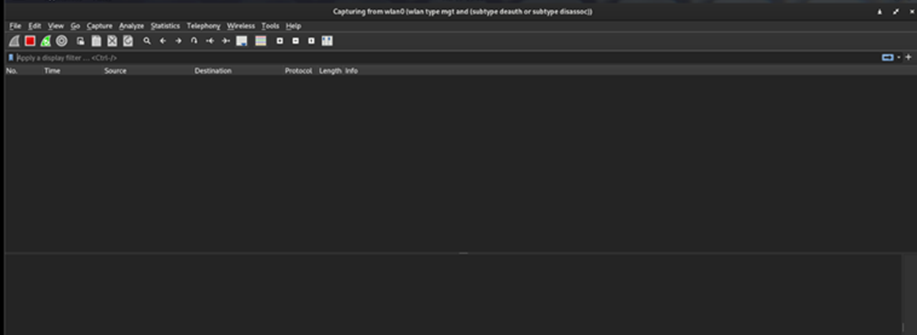 Capturing from wlan0 (wlan type mgt and (subtype deauth or subtype disassoc))
File Edit View Go Capture Analyze Statistics Telephony Wireless Tools Help
Apply a display filter ... <Ctrl-/>
No. Time Source Destination Protocol Length Info